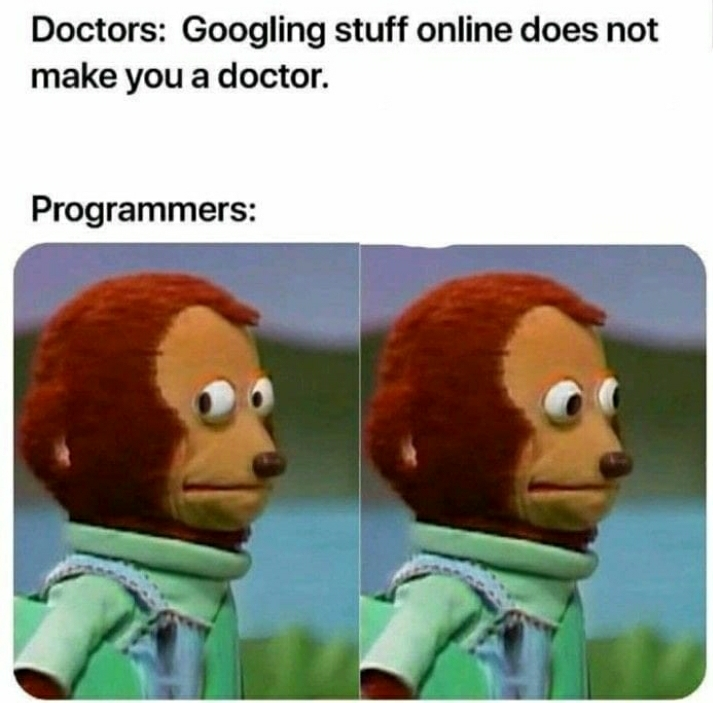 Doctors: Googling stuff online does not
make you a doctor.
Programmers: